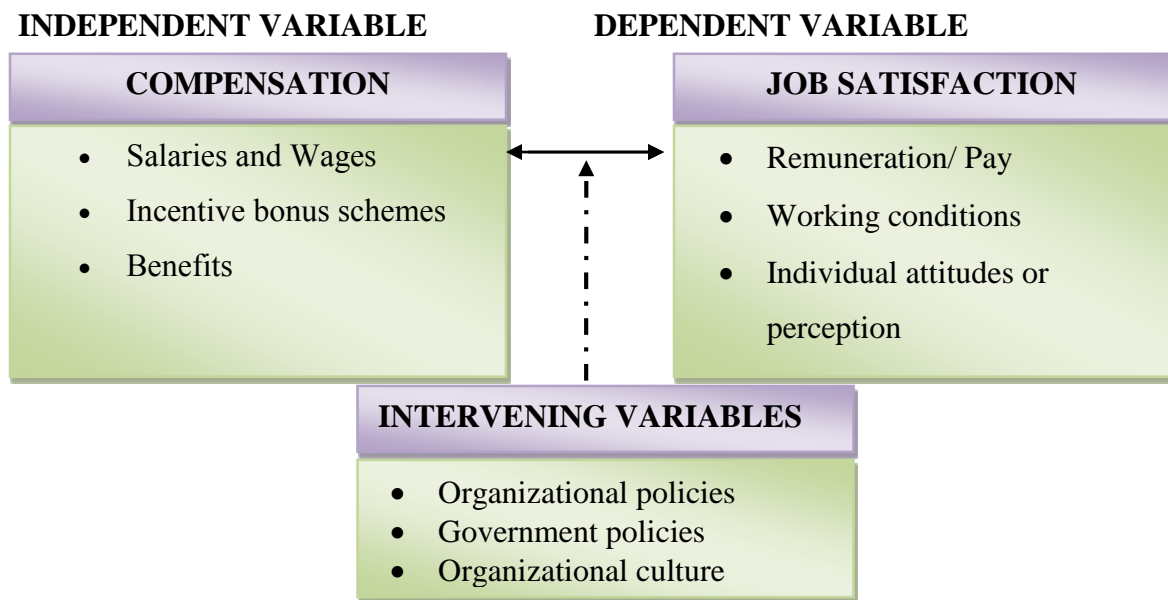 INDEPENDENT VARIABLE
DEPENDENT VARIABLE
COMPENSATION
• Salaries and Wages
• Incentive bonus schemes
• Benefits
JOB SATISFACTION
• Remuneration/ Pay
• Working conditions
• Individual attitudes or
perception
INTERVENING VARIABLES
• Organizational policies
• Government policies
• Organizational culture